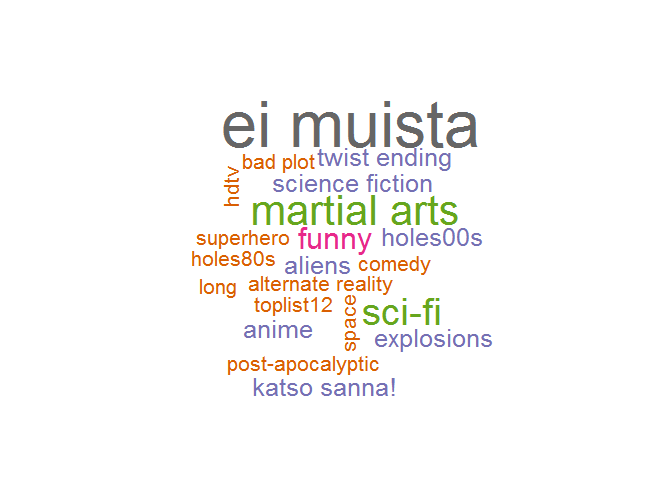 ei muista
bad plot
twist ending
hdtv
science fiction
martial arts
superhero
funny
holes00s
holes80s
aliens
comedy
long
alternate reality
toplist12
space
sci-fi
anime
explosions
post-apocalyptic
katso sanna!